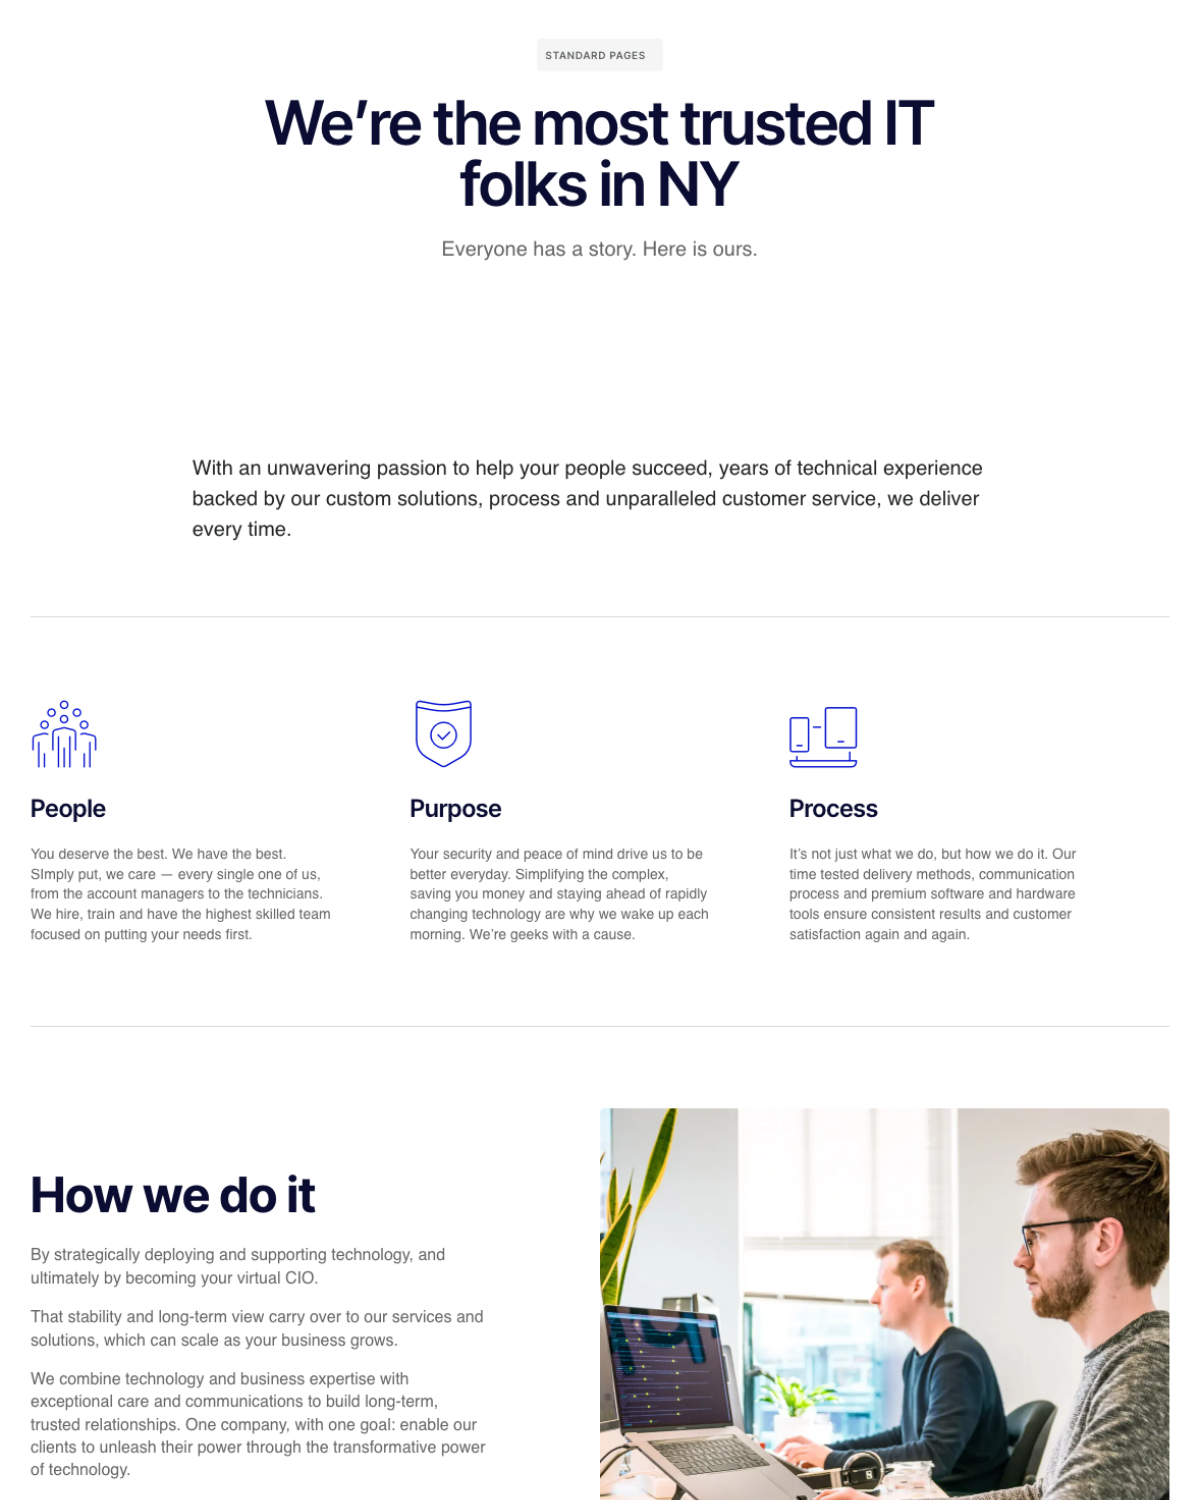 STANDARD PAGES
We’re the most trusted IT
folks in NY
Everyone has a story. Here is ours.
With an unwavering passion to help your people succeed, years of technical experience
backed by our custom solutions, process and unparalleled customer service, we deliver
every time.
People
You deserve the best. We have the best.
SImply put, we care — every single one of us,
from the account managers to the technicians.
We hire, train and have the highest skilled team
focused on putting your needs first.
Purpose
Your security and peace of mind drive us to be
better everyday. Simplifying the complex,
saving you money and staying ahead of rapidly
changing technology are why we wake up each
morning. We’re geeks with a cause.
Process
It’s not just what we do, but how we do it. Our
time tested delivery methods, communication
process and premium software and hardware
tools ensure consistent results and customer
satisfaction again and again.
How we do it
By strategically deploying and supporting technology, and
ultimately by becoming your virtual CIO.
That stability and long-term view carry over to our services and
solutions, which can scale as your business grows.
We combine technology and business expertise with
exceptional care and communications to build long-term,
trusted relationships. One company, with one goal: enable our
clients to unleash their power through the transformative power
of technology.